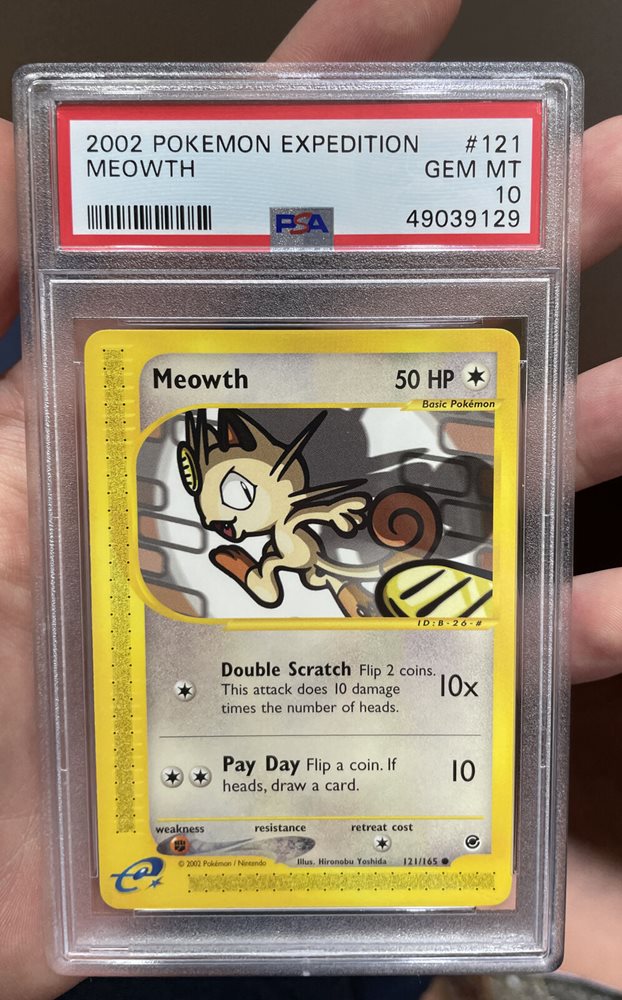 2002 POKEMON EXPEDITION #121
MEOWTH GEM MT
10
PSA 49039129
Meowth 50 HP
Basic Pokémon
ID:B-26-#
Double Scratch Flip 2 coins.
This attack does 10 damage 10x
times the number of heads.
Pay Day Flip a coin. If 10
heads, draw a card.
weakness resistance retreat cost
© 2002 Pokémon / Nintendo Illus. Hironobu Yoshida 121/165
e